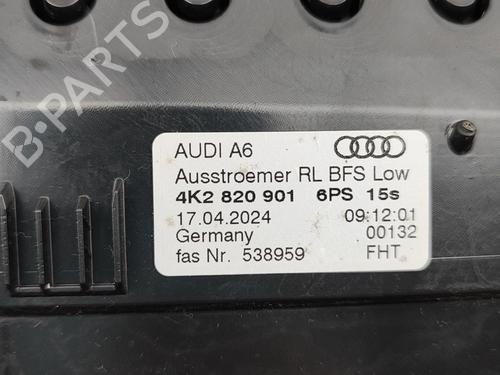 AUDI A6
Ausstroemer RL BFS Low
4K2 820 901 6PS 15s
17.04.2024 09:12:01
Germany 00132
fas Nr. 538959 FHT
B-PARTS